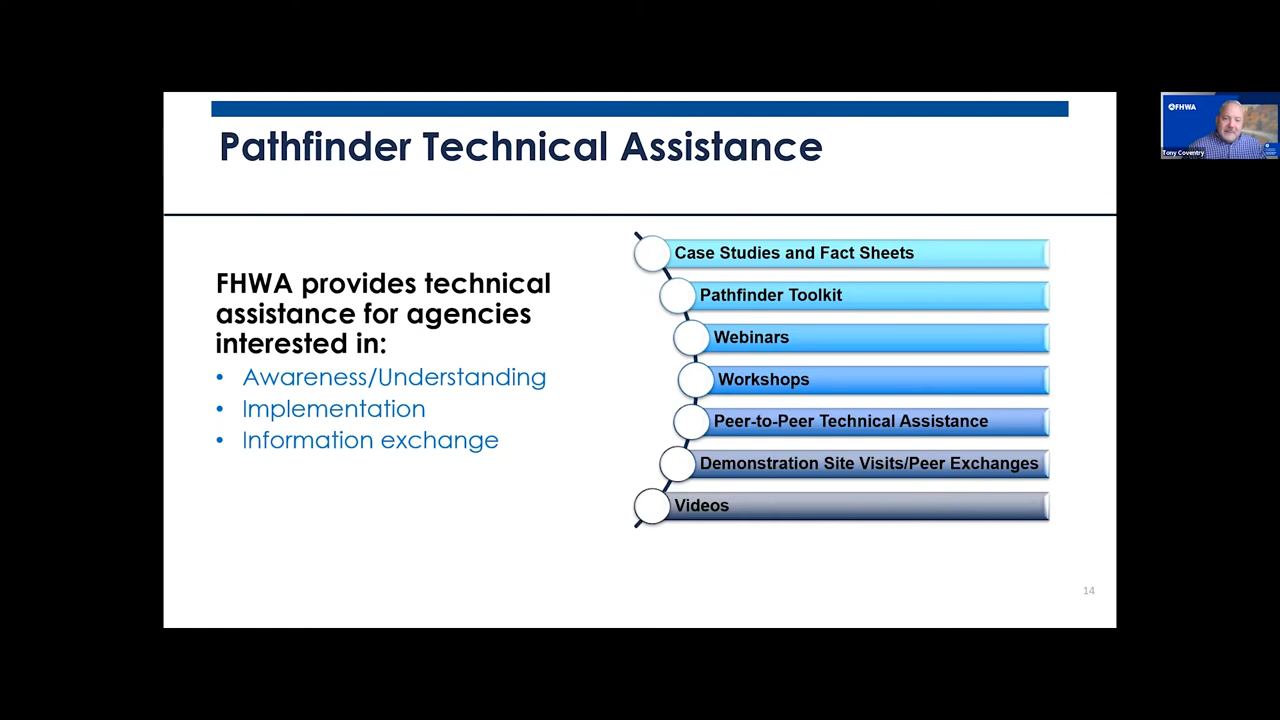 Pathfinder Technical Assistance
FHWA provides technical
assistance for agencies
interested in:
• Awareness/Understanding
• Implementation
• Information exchange
Case Studies and Fact Sheets
Pathfinder Toolkit
Webinars
Workshops
Peer-to-Peer Technical Assistance
Demonstration Site Visits/Peer Exchanges
Videos
14
FHWA
Tony Coventry